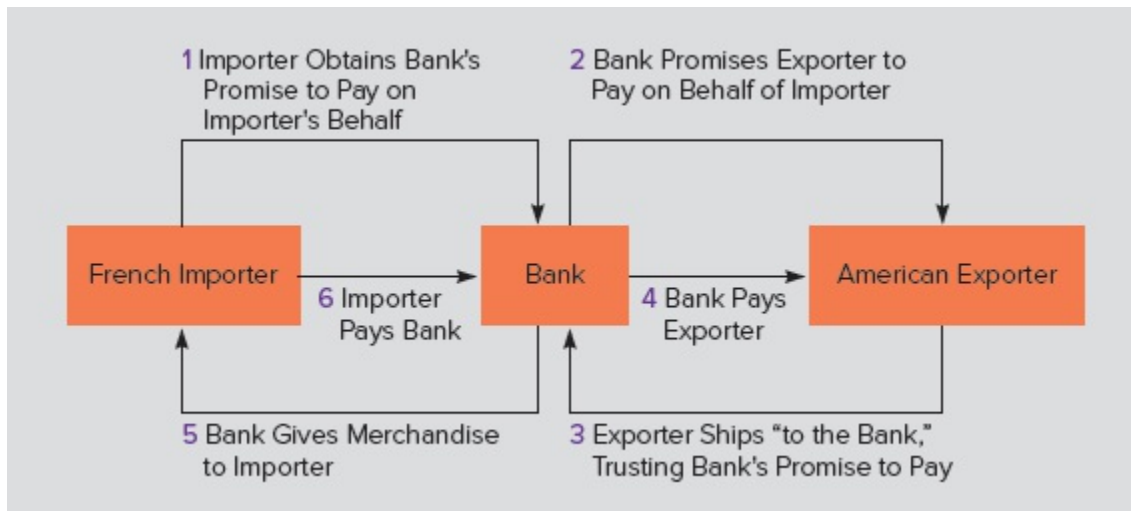 1 Importer Obtains Bank's
Promise to Pay on
Importer's Behalf
2 Bank Promises Exporter to
Pay on Behalf of Importer
French Importer
Bank
American Exporter
6 Importer
Pays Bank
4 Bank Pays
Exporter
5 Bank Gives Merchandise
to Importer
3 Exporter Ships “to the Bank,”
Trusting Bank's Promise to Pay